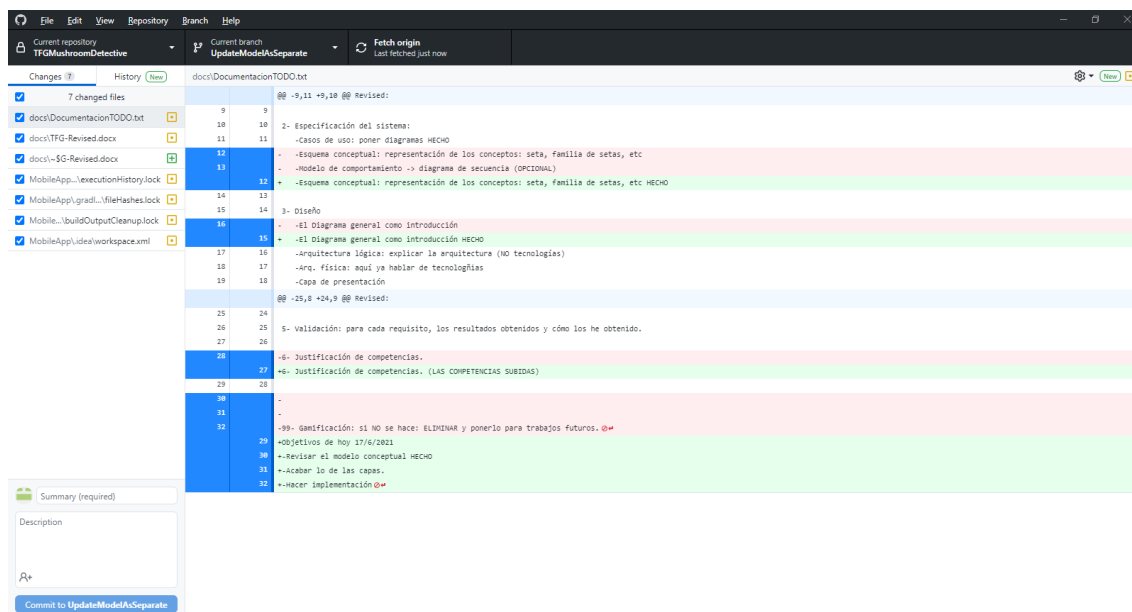 File Edit View Repository Branch Help
Current repository
TFGMushroomDetective
Current branch
UpdateModelAsSeparate
Fetch origin
Last fetched just now
Changes 7 History New
docs\DocumentacionTODO.txt
New
7 changed files
docs\DocumentacionTODO.txt
docs\TFG-Revised.docx
docs\~$G-Revised.docx
MobileApp...\executionHistory.lock
MobileApp\.gradl...\fileHashes.lock
Mobile...\buildOutputCleanup.lock
MobileApp\.idea\workspace.xml
@@ -9,11 +9,10 @@ Revised:
9 9
10 10 2- Especificación del sistema:
11 11 -Casos de uso: poner diagramas HECHO
12 - -Esquema conceptual: representación de los conceptos: seta, familia de setas, etc
13 - -Modelo de comportamiento -> diagrama de secuencia (OPCIONAL)
12 + -Esquema conceptual: representación de los conceptos: seta, familia de setas, etc HECHO
14 13
15 14 3- Diseño
16 - -El Diagrama general como introducción
15 + -El Diagrama general como introducción HECHO
17 16 -Arquitectura lógica: explicar la arquitectura (NO tecnologías)
18 17 -Arq. física: aquí ya hablar de tecnologñias
19 18 -Capa de presentación
@@ -25,8 +24,9 @@ Revised:
25 24
26 25 5- Validación: para cada requisito, los resultados obtenidos y cómo los he obtenido.
27 26
28 -6- Justificación de competencias.
27 +6- Justificación de competencias. (LAS COMPETENCIAS SUBIDAS)
29 28
30 -
31 -
32 -99- Gamificación: si NO se hace: ELIMINAR y ponerlo para trabajos futuros.
29 +Objetivos de hoy 17/6/2021
30 +-Revisar el modelo conceptual HECHO
31 +-Acabar lo de las capas.
32 +-Hacer implementación
Summary (required)
Description
Commit to UpdateModelAsSeparate